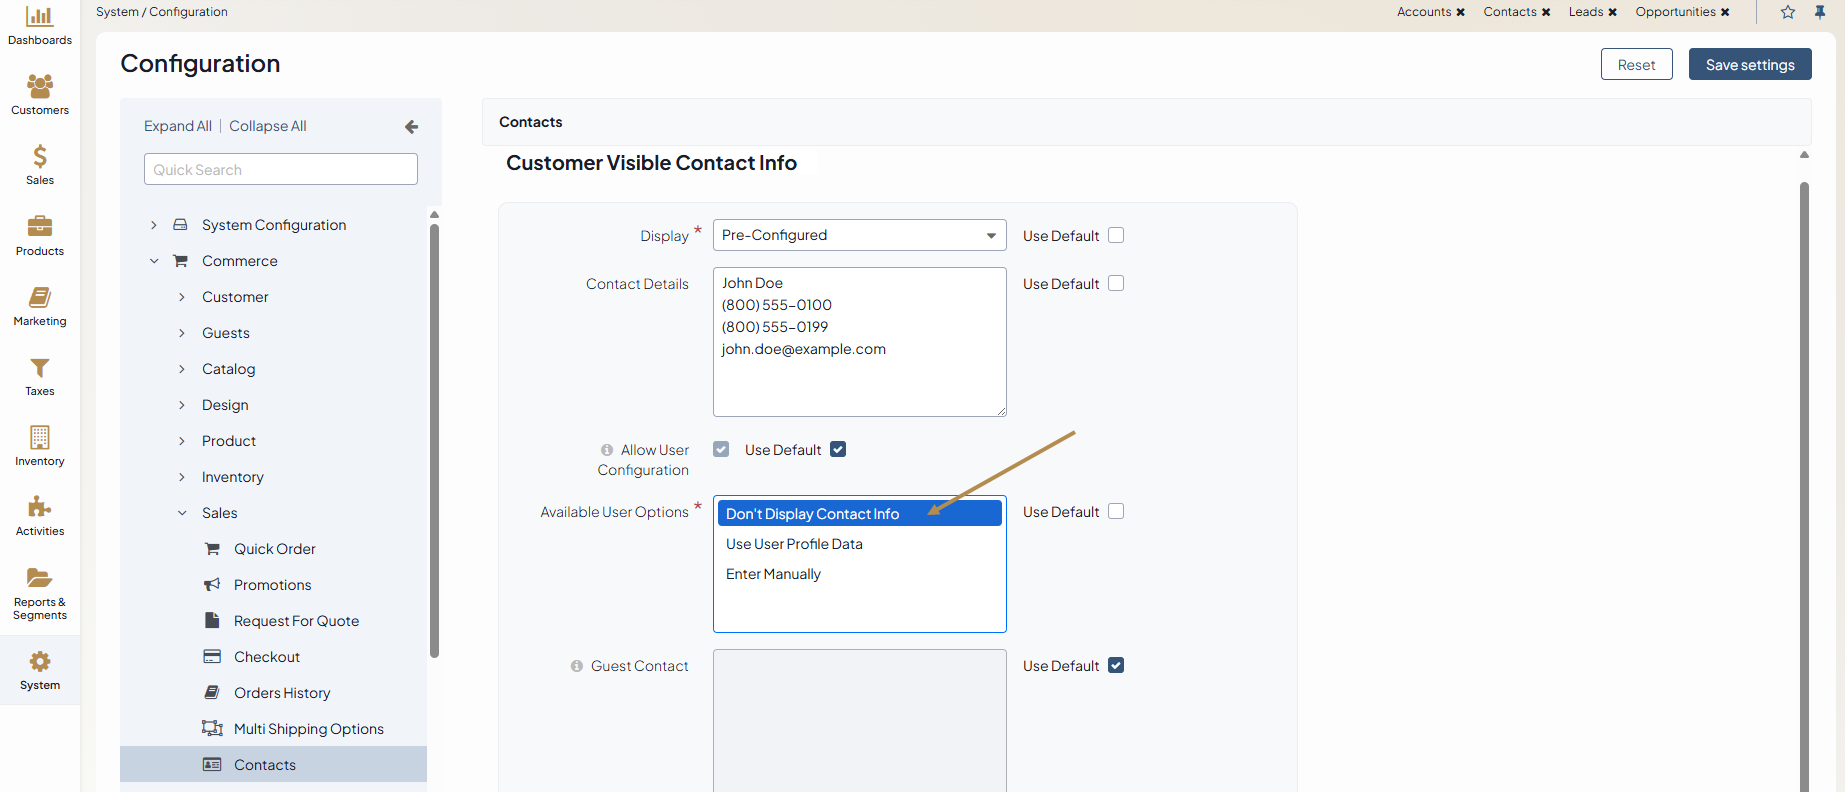 System / Configuration
Accounts ✖ Contacts ✖ Leads ✖ Opportunities ✖
Dashboards
Customers
Sales
Products
Marketing
Taxes
Inventory
Activities
Reports &
Segments
System
Configuration
Reset
Save settings
Expand All | Collapse All
Quick Search
System Configuration
Commerce
Customer
Guests
Catalog
Design
Product
Inventory
Sales
Quick Order
Promotions
Request For Quote
Checkout
Orders History
Multi Shipping Options
Contacts
Contacts
Customer Visible Contact Info
Display * Pre-Configured Use Default
Contact Details
John Doe
(800) 555-0100
(800) 555-0199
john.doe@example.com
Use Default
Allow User
Configuration
Use Default
Available User Options *
Don't Display Contact Info
Use User Profile Data
Enter Manually
Use Default
Guest Contact
Use Default